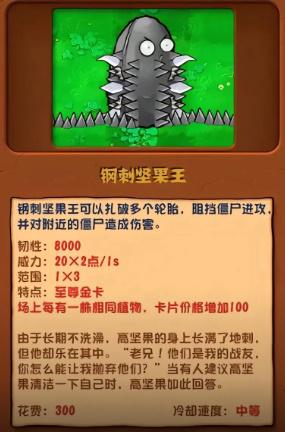 钢刺坚果王
钢刺坚果王可以扎破多个轮胎，阻挡僵尸进攻，
并对附近的僵尸造成伤害。
韧性：8000
威力：20×2点/1s
范围：1×3
特点：至尊金卡
场上每有一株相同植物，卡片价格增加100
由于长期不洗澡，高坚果的身上长满了地刺，
但他却乐在其中。“老兄！他们是我的战友，
你怎么能让我抛弃他们？”当有人建议高坚
果清洁一下自己时，高坚果如此回答。
花费：300 冷却速度：中等